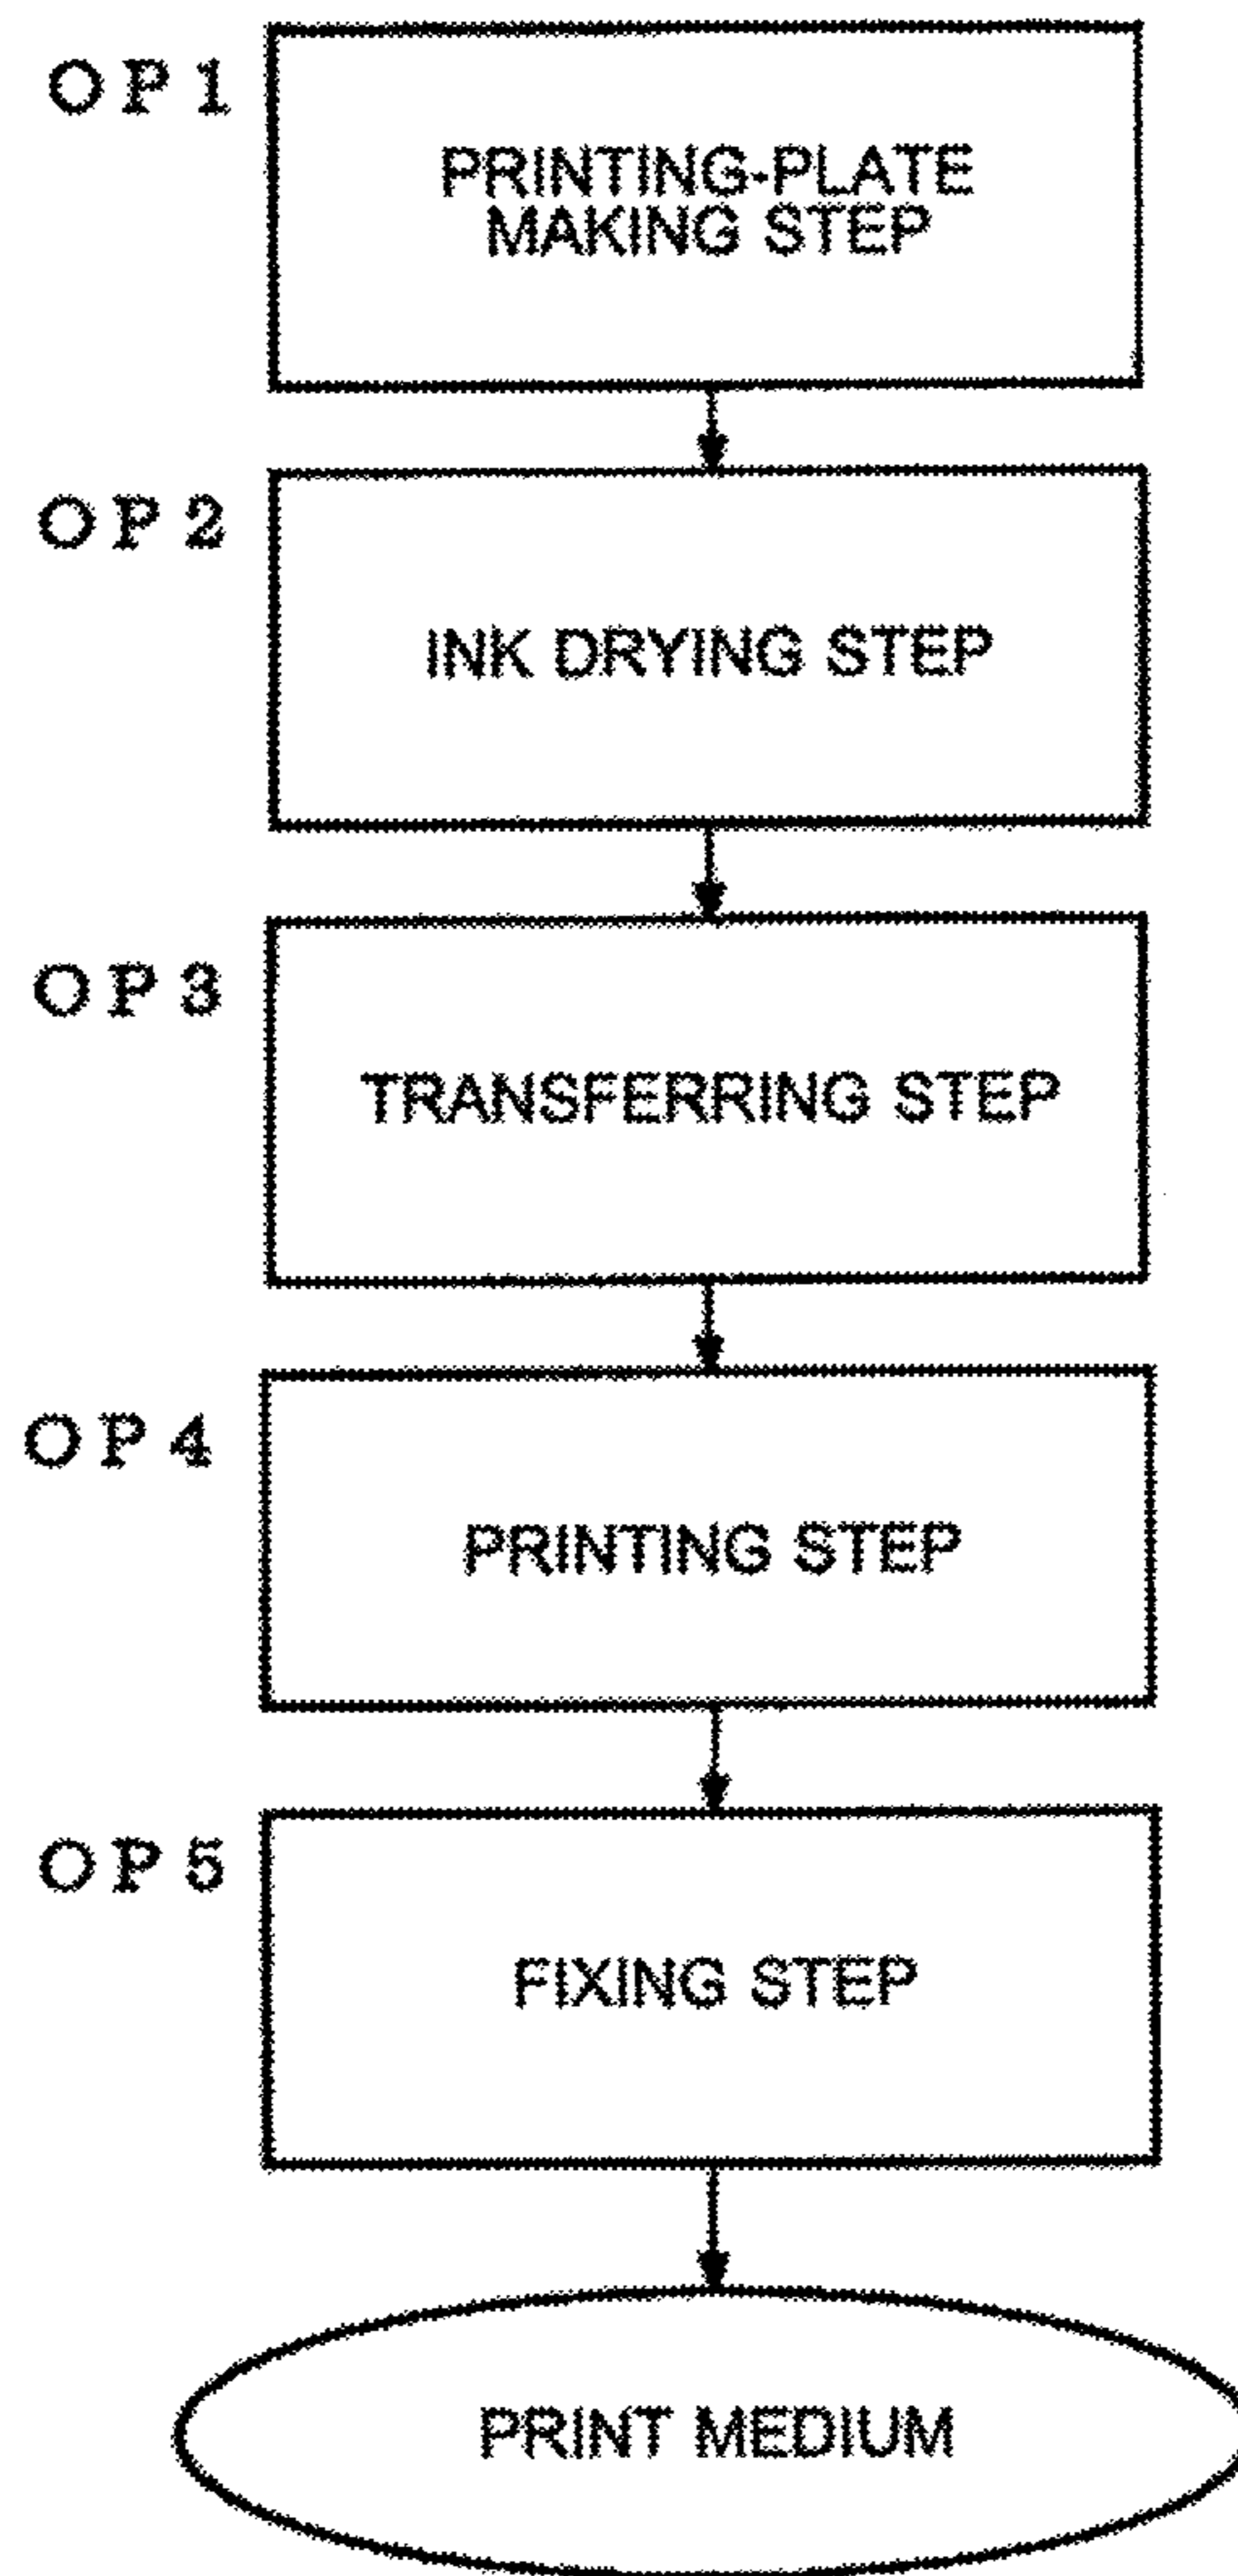 OP1
PRINTING-PLATE
MAKING STEP
OP2
INK DRYING STEP
OP3
TRANSFERRING STEP
OP4
PRINTING STEP
OP5
FIXING STEP
PRINT MEDIUM